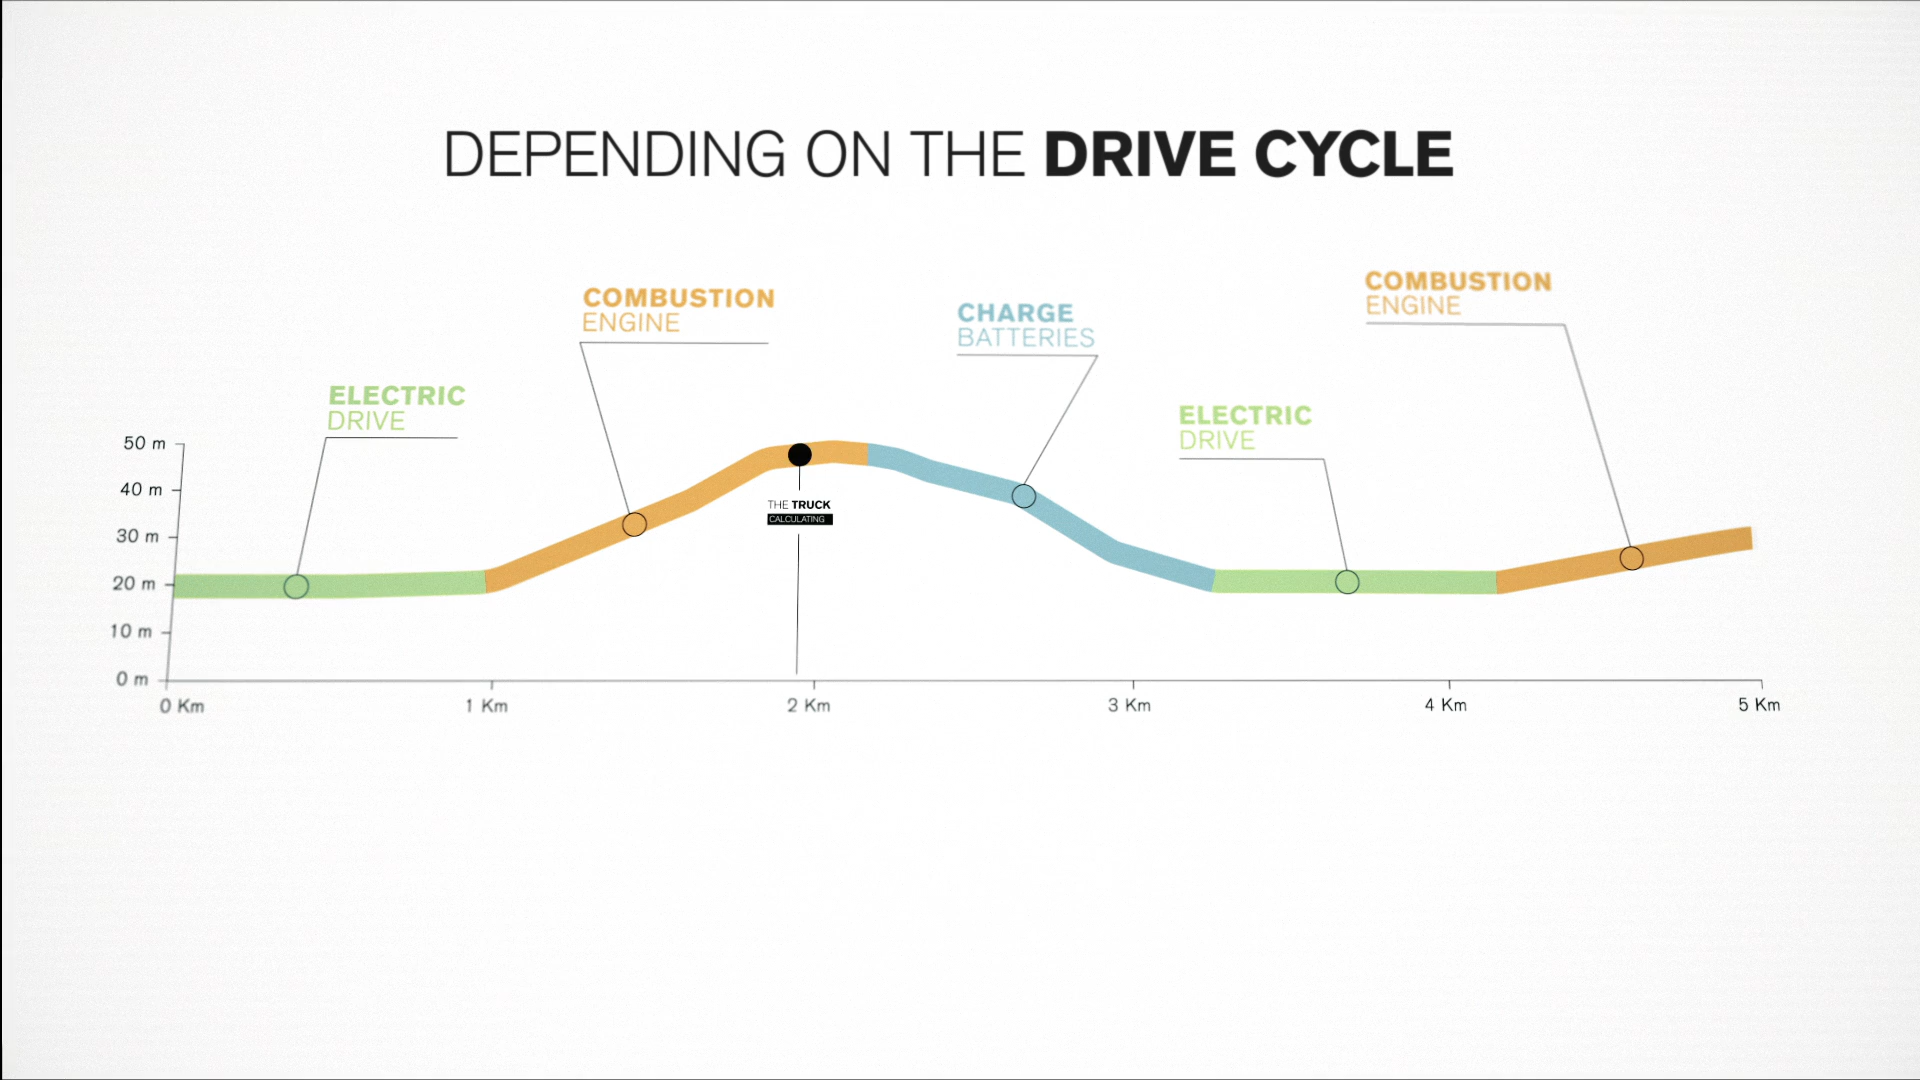 DEPENDING ON THE DRIVE CYCLE
COMBUSTION
ENGINE
COMBUSTION
ENGINE
CHARGE
BATTERIES
ELECTRIC
DRIVE
ELECTRIC
DRIVE
50 m
40 m
30 m
20 m
10 m
0 m
THE TRUCK
CALCULATING
0 Km
1 Km
2 Km
3 Km
4 Km
5 Km